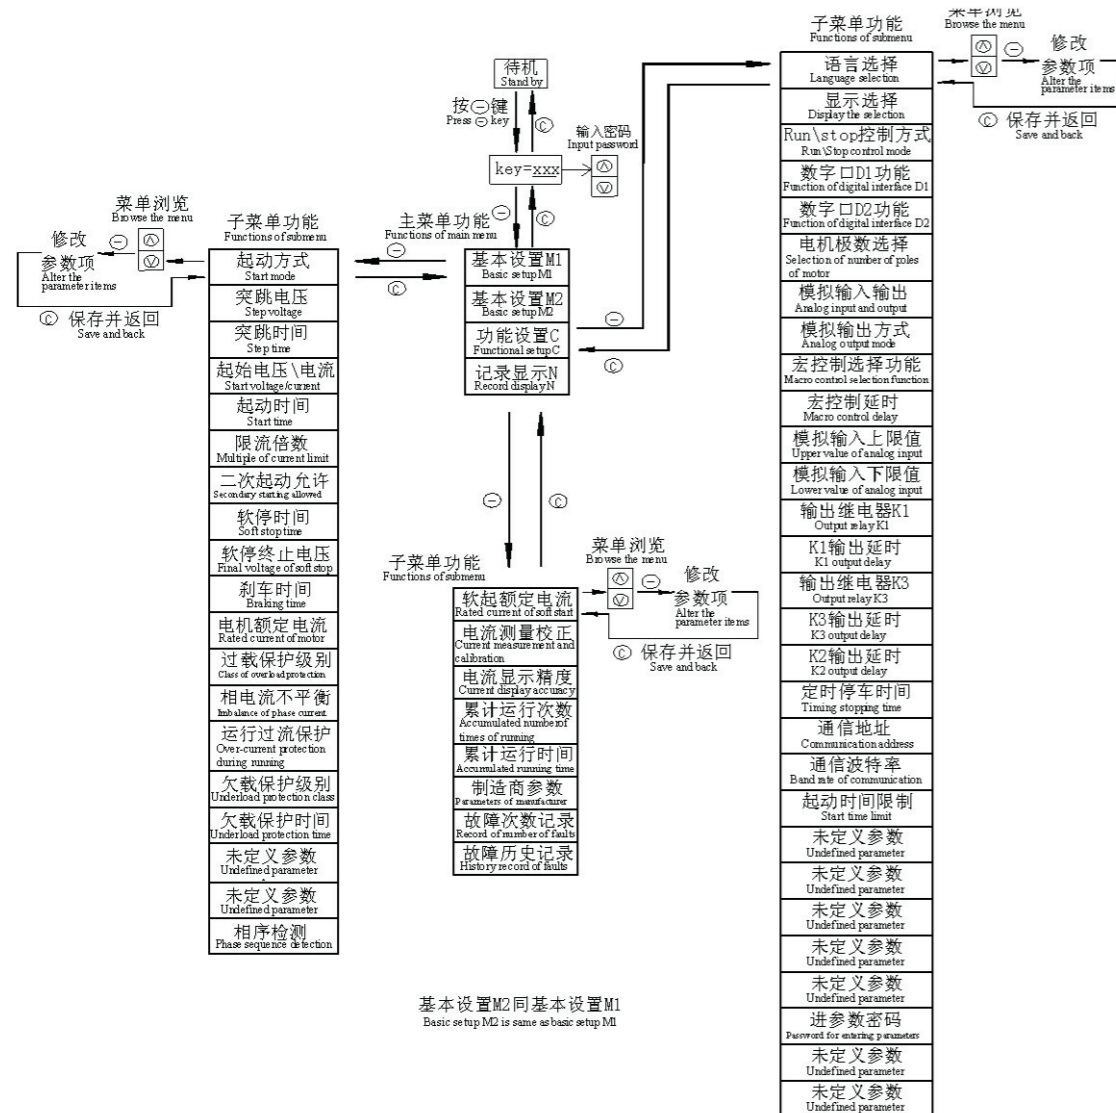 待机
Stand by
按⊖键
Press ⊖ key
Ⓒ
输入密码
Input password
key=xxx
⊖
Ⓒ
菜单浏览
Browse the menu
修改
⊖
参数项
Alter the
parameter items
Ⓒ 保存并返回
Save and back
子菜单功能
Functions of submenu
起动方式
Start mode
突跳电压
Step voltage
突跳时间
Step time
起始电压\电流
Start voltage/current
起动时间
Start time
限流倍数
Multiple of current limit
二次起动允许
Secondary starting allowed
软停时间
Soft stop time
软停终止电压
Final voltage of soft stop
刹车时间
Braking time
电机额定电流
Rated current of motor
过载保护级别
Class of overload protection
相电流不平衡
Imbalance of phase current
运行过流保护
Over-current protection
during running
欠载保护级别
Underload protection class
欠载保护时间
Underload protection time
未定义参数
Undefined parameter
未定义参数
Undefined parameter
相序检测
Phase sequence detection
主菜单功能
Functions of main menu
⊖
Ⓒ
基本设置M1
Basic setup M1
基本设置M2
Basic setup M2
功能设置C
Functional setup C
记录显示N
Record display N
⊖
Ⓒ
⊖
Ⓒ
子菜单功能
Functions of submenu
软起额定电流
Rated current of soft start
电流测量校正
Current measurement and
calibration
电流显示精度
Current display accuracy
累计运行次数
Accumulated number of
times of running
累计运行时间
Accumulated running time
制造商参数
Parameters of manufacturer
故障次数记录
Record of number of faults
故障历史记录
History record of faults
菜单浏览
Browse the menu
⊖
修改
参数项
Alter the
parameter items
Ⓒ 保存并返回
Save and back
基本设置M2同基本设置M1
Basic setup M2 is same as basic setup M1
子菜单功能
Functions of submenu
语言选择
Language selection
显示选择
Display the selection
Run\stop控制方式
Run\Stop control mode
数字口D1功能
Function of digital interface D1
数字口D2功能
Function of digital interface D2
电机极数选择
Selection of number of poles
of motor
模拟输入输出
Analog input and output
模拟输出方式
Analog output mode
宏控制选择功能
Macro control selection function
宏控制延时
Macro control delay
模拟输入上限值
Upper value of analog input
模拟输入下限值
Lower value of analog input
输出继电器K1
Output relay K1
K1输出延时
K1 output delay
输出继电器K3
Output relay K3
K3输出延时
K3 output delay
K2输出延时
K2 output delay
定时停车时间
Timing stopping time
通信地址
Communication address
通信波特率
Band rate of communication
起动时间限制
Start time limit
未定义参数
Undefined parameter
未定义参数
Undefined parameter
未定义参数
Undefined parameter
未定义参数
Undefined parameter
未定义参数
Undefined parameter
进参数密码
Password for entering parameters
未定义参数
Undefined parameter
未定义参数
Undefined parameter
菜单浏览
Browse the menu
⊖
修改
参数项
Alter the
parameter items
Ⓒ 保存并返回
Save and back